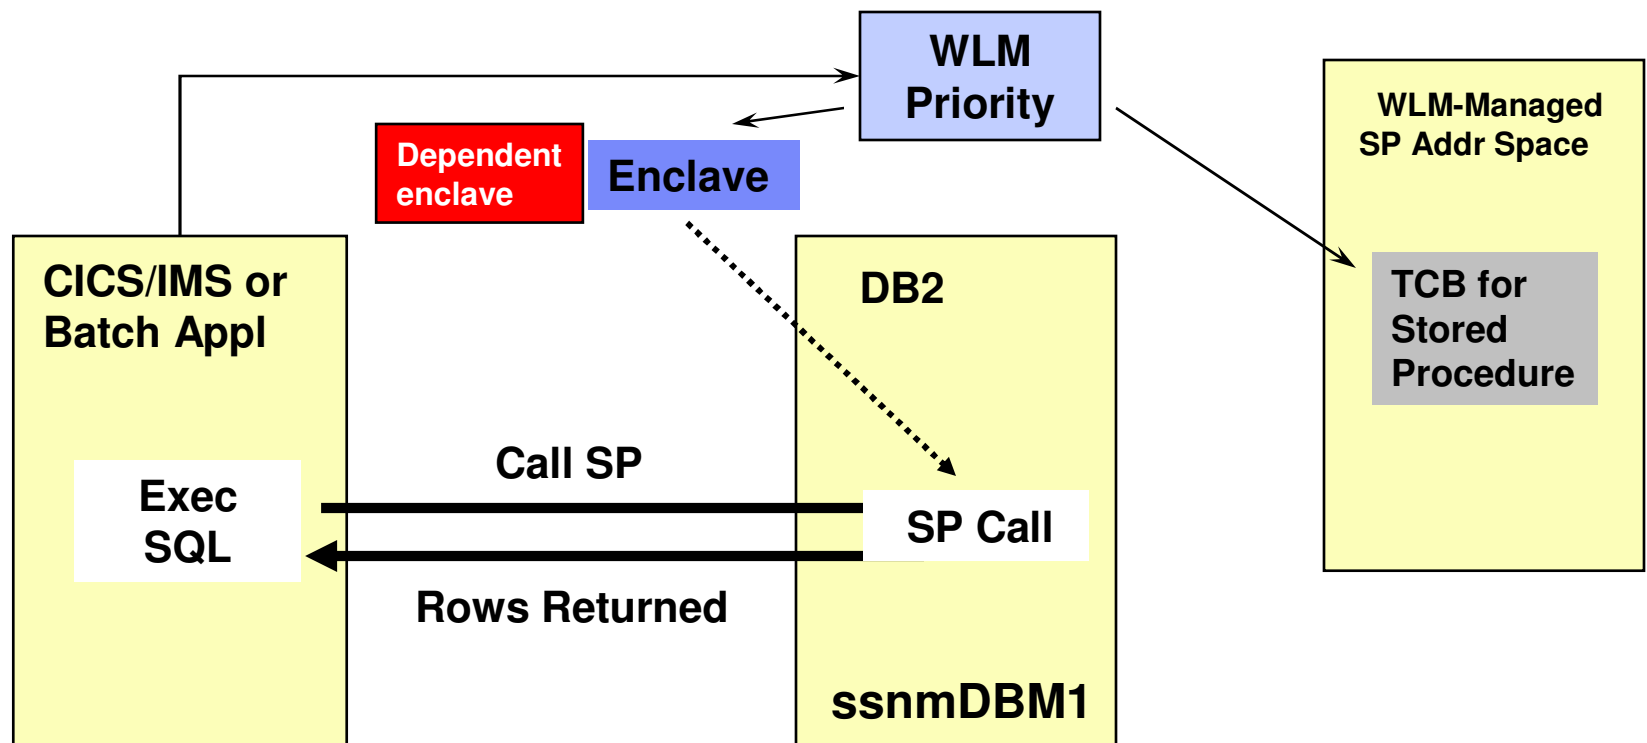 WLM
Priority
WLM-Managed
SP Addr Space
Dependent
enclave
Enclave
CICS/IMS or
Batch Appl
DB2
TCB for
Stored
Procedure
Call SP
Exec
SQL
SP Call
Rows Returned
ssnmDBM1